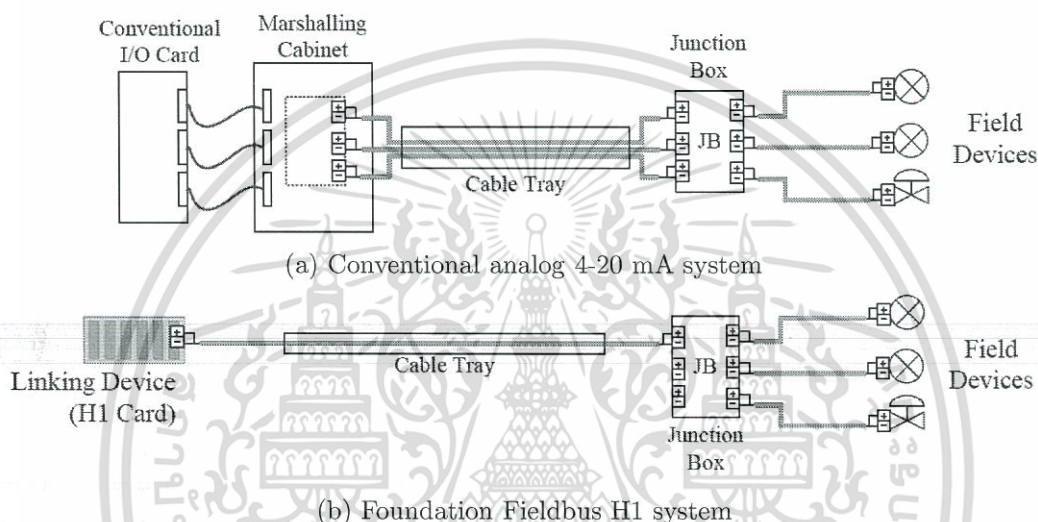 Conventional
I/O Card
Marshalling
Cabinet
Junction
Box
JB
Cable Tray
Field
Devices
(a) Conventional analog 4-20 mA system
Linking Device
(H1 Card)
Cable Tray
JB
Junction
Box
Field
Devices
(b) Foundation Fieldbus H1 system